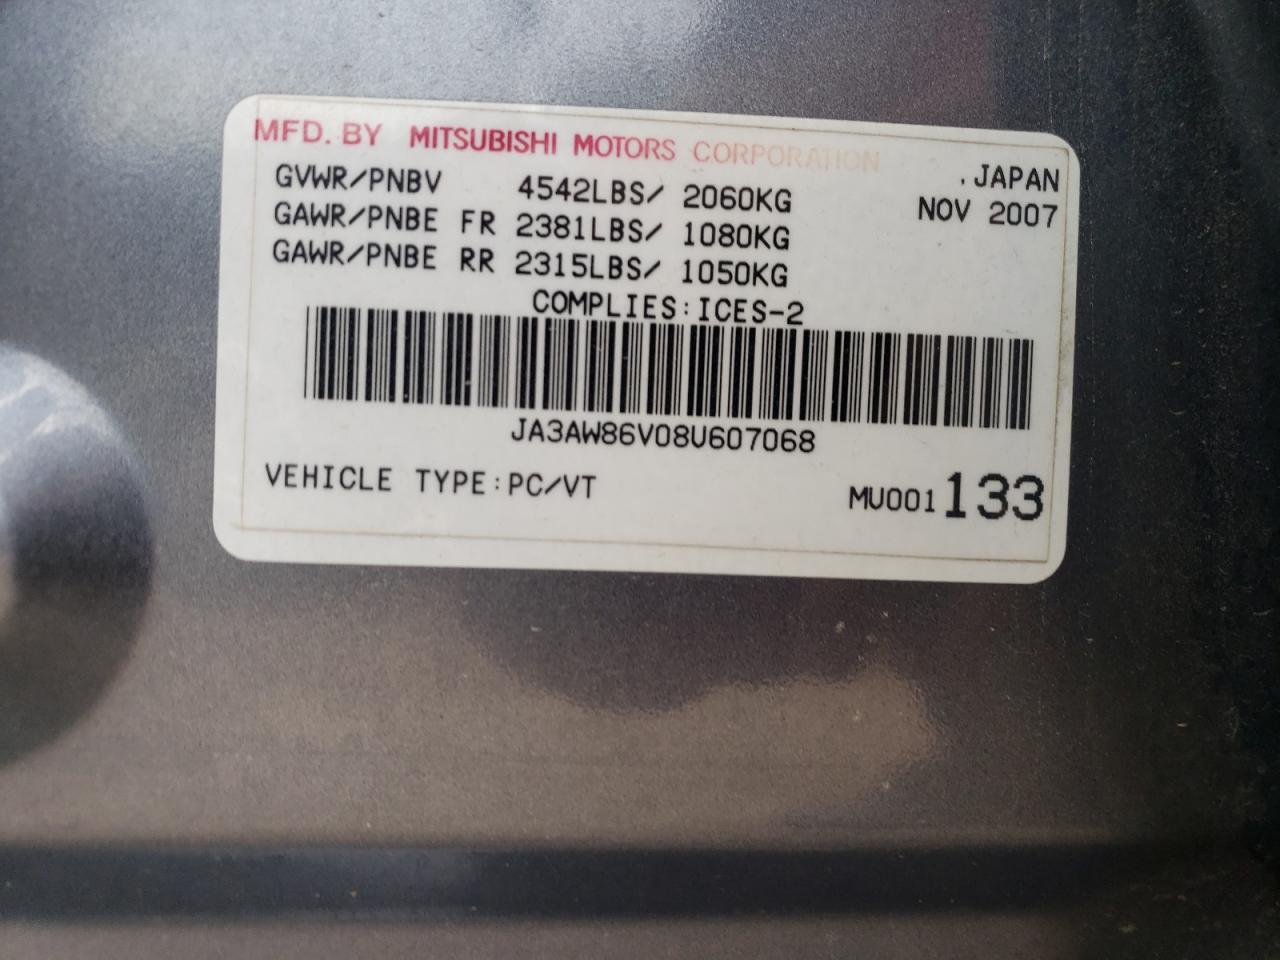 MFD. BY MITSUBISHI MOTORS CORPORATION
GVWR/PNBV 4542LBS/ 2060KG .JAPAN
GAWR/PNBE FR 2381LBS/ 1080KG NOV 2007
GAWR/PNBE RR 2315LBS/ 1050KG
COMPLIES:ICES-2
JA3AW86V08U607068
VEHICLE TYPE:PC/VT MU001133